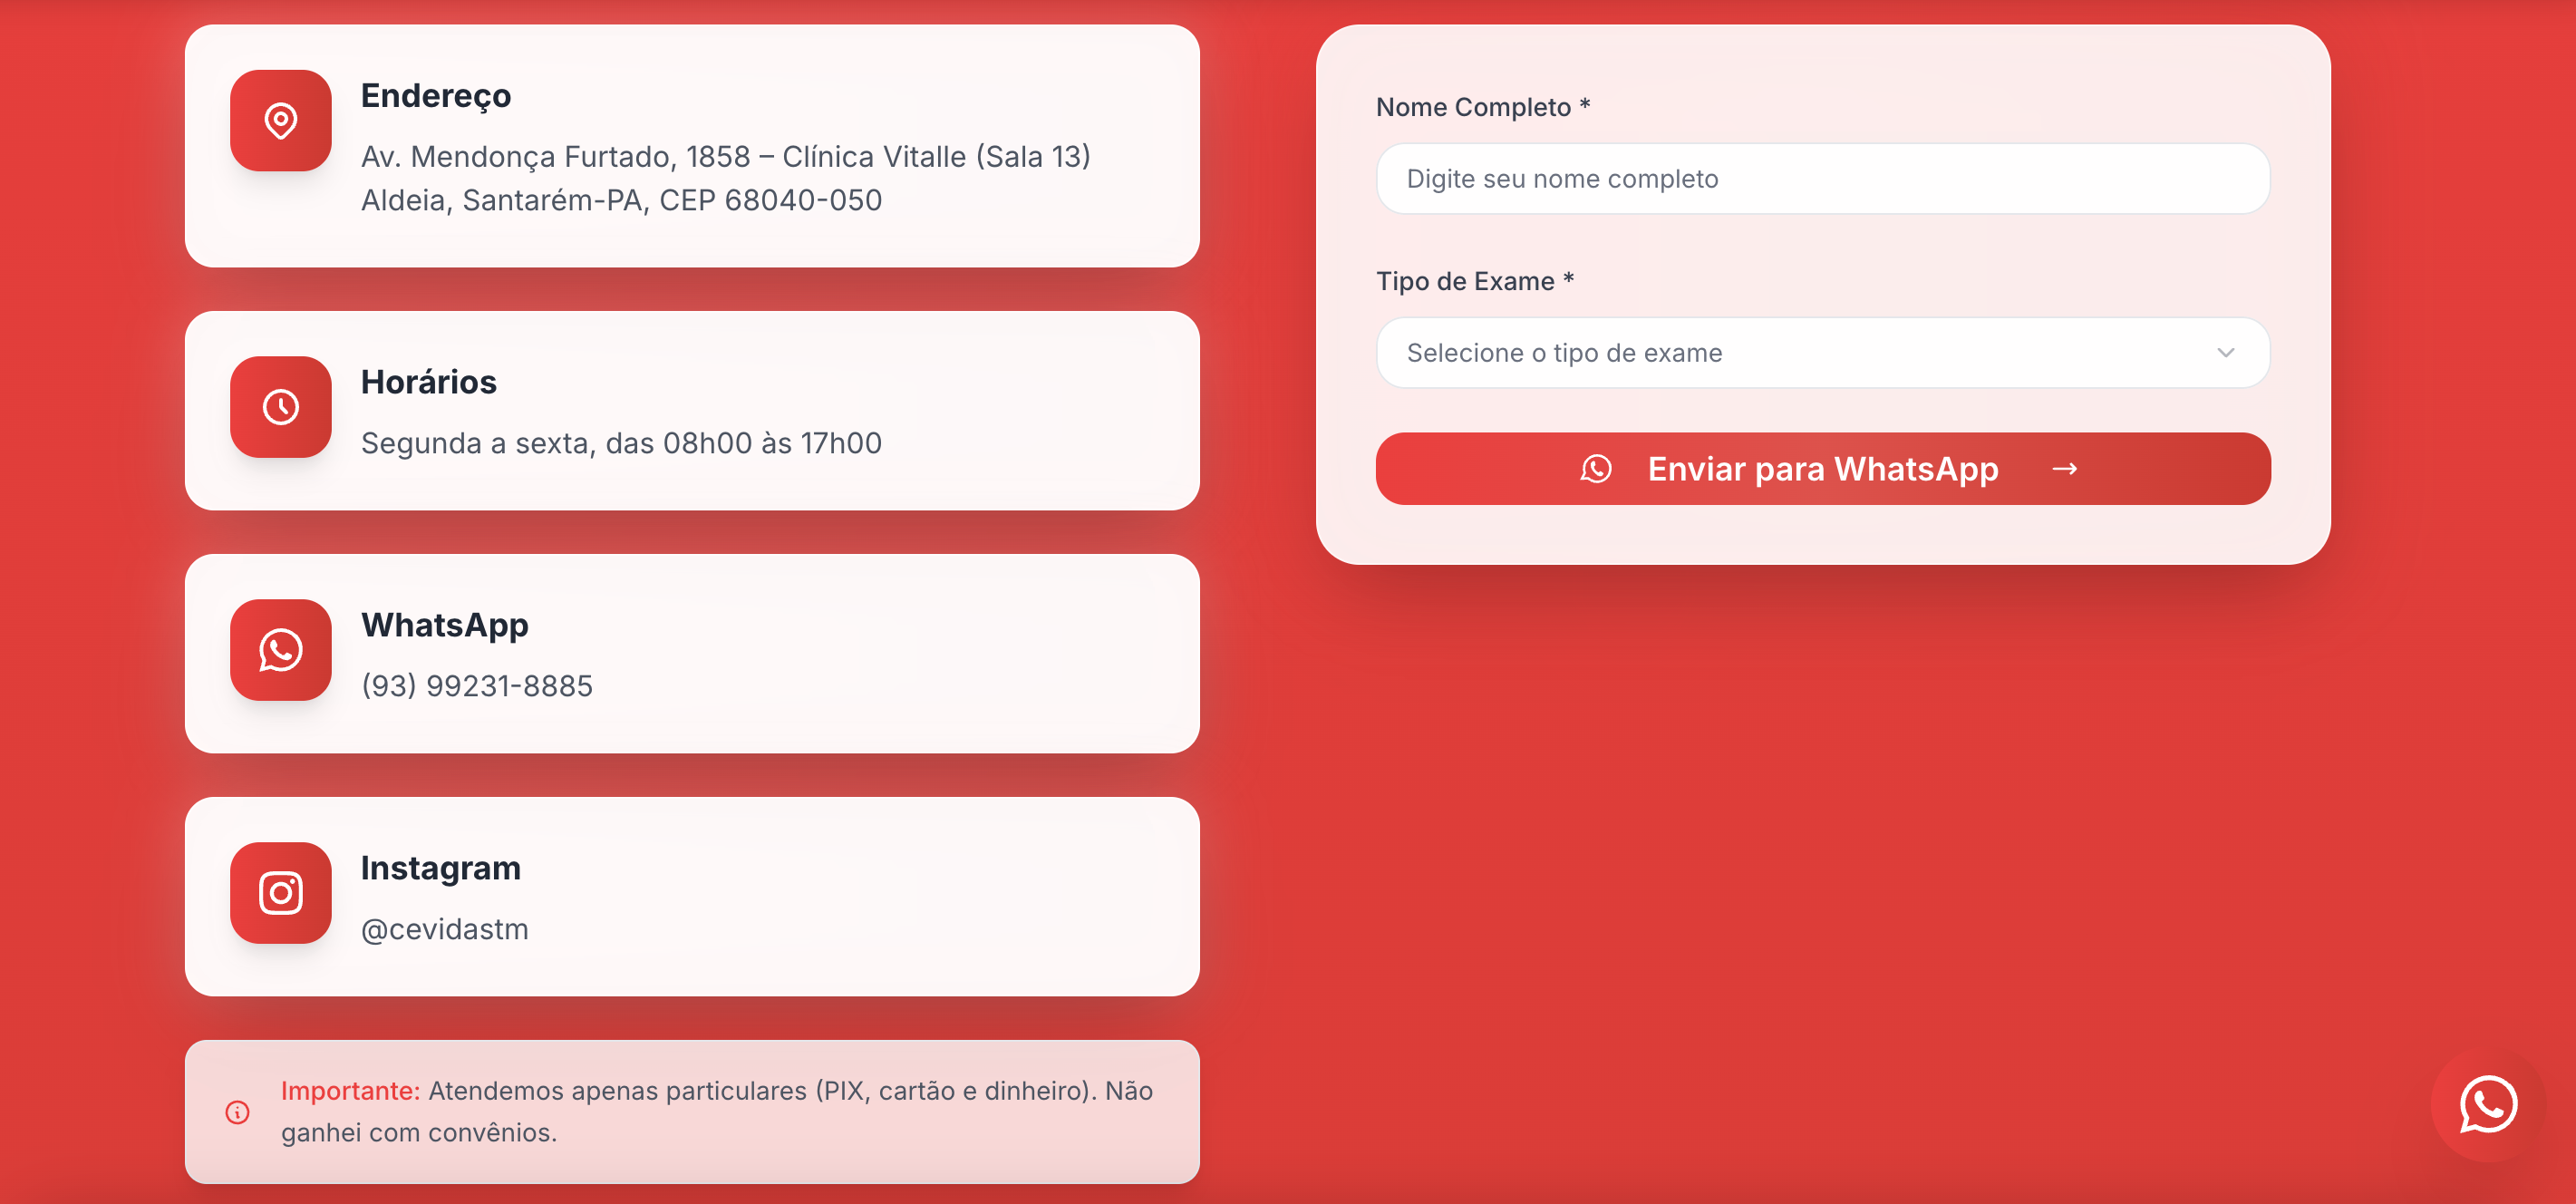 Endereço
Av. Mendonça Furtado, 1858 – Clínica Vitalle (Sala 13)
Aldeia, Santarém-PA, CEP 68040-050
Horários
Segunda a sexta, das 08h00 às 17h00
WhatsApp
(93) 99231-8885
Instagram
@cevidastm
Importante: Atendemos apenas particulares (PIX, cartão e dinheiro). Não
ganhei com convênios.
Nome Completo *
Digite seu nome completo
Tipo de Exame *
Selecione o tipo de exame
Enviar para WhatsApp →